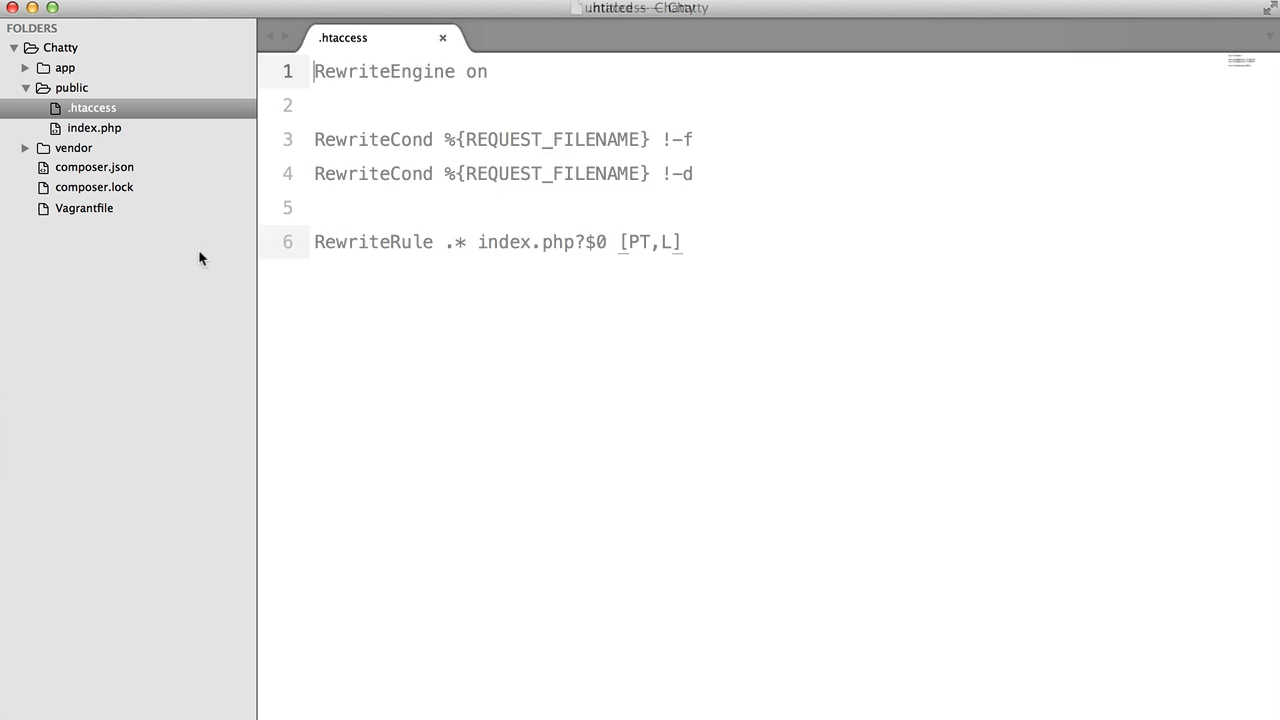 FOLDERS
Chatty
app
public
.htaccess
index.php
vendor
composer.json
composer.lock
Vagrantfile
.htaccess
1 RewriteEngine on
2
3 RewriteCond %{REQUEST_FILENAME} !-f
4 RewriteCond %{REQUEST_FILENAME} !-d
5
6 RewriteRule .* index.php?$0 [PT,L]